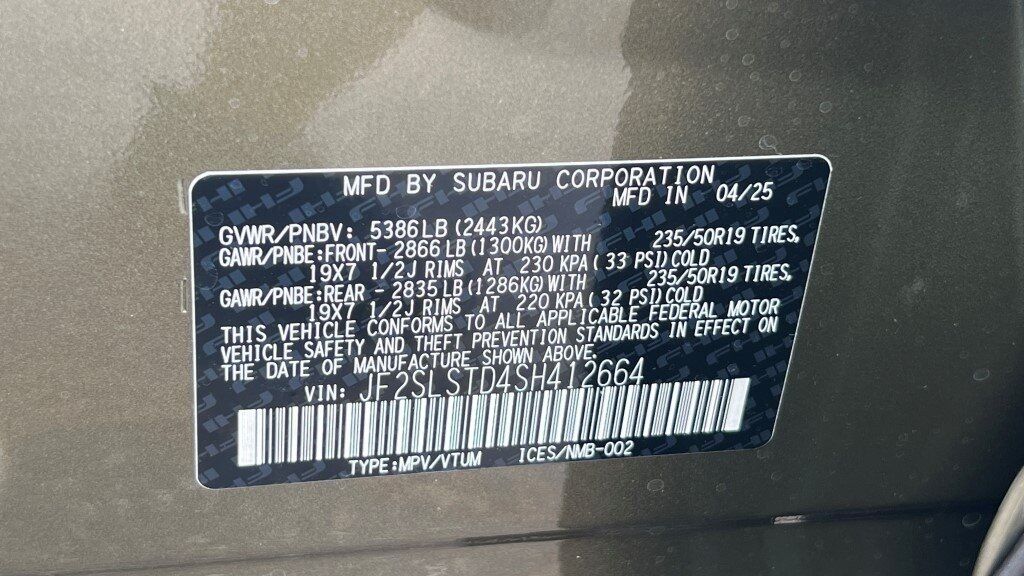 MFD BY SUBARU CORPORATION
MFD IN 04/25
GVWR/PNBV: 5386LB(2443KG)
GAWR/PNBE:FRONT- 2866LB(1300KG)WITH 235/50R19 TIRES,
19X7 1/2J RIMS AT 230 KPA(33 PSI)COLD
GAWR/PNBE:REAR - 2835LB(1286KG)WITH 235/50R19 TIRES,
19X7 1/2J RIMS AT 220 KPA(32 PSI)COLD
THIS VEHICLE CONFORMS TO ALL APPLICABLE FEDERAL MOTOR
VEHICLE SAFETY AND THEFT PREVENTION STANDARDS IN EFFECT ON
THE DATE OF MANUFACTURE SHOWN ABOVE.
VIN: JF2SLSTD4SH412664
TYPE:MPV/VTUM ICES/NMB-002
FHJ